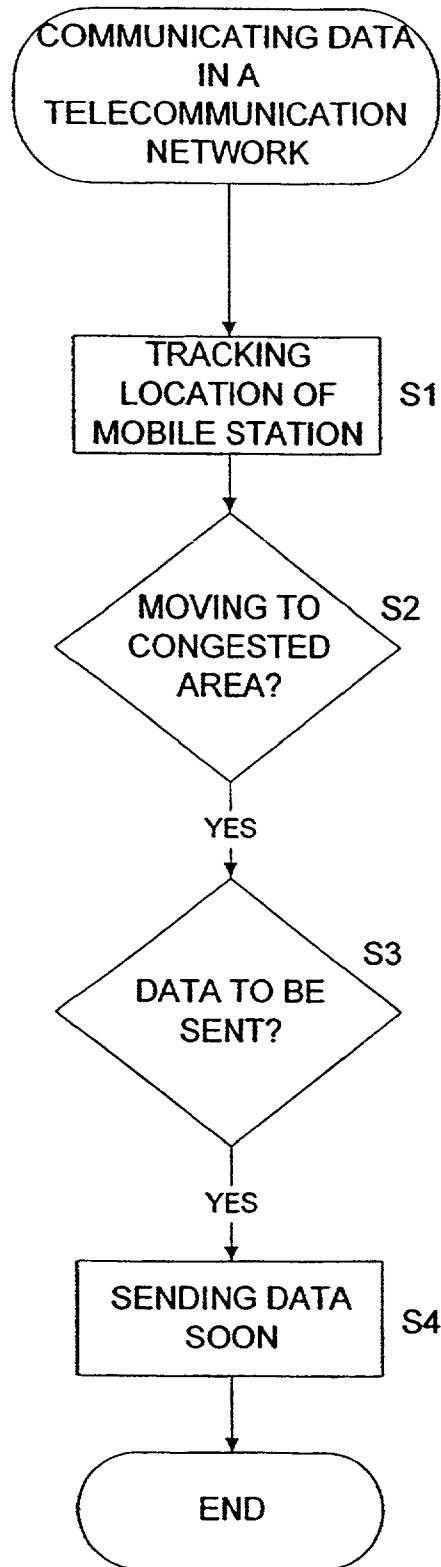 COMMUNICATING DATA
IN A
TELECOMMUNICATION
NETWORK
TRACKING
LOCATION OF
MOBILE STATION
S1
MOVING TO
CONGESTED
AREA?
S2
YES
DATA TO BE
SENT?
S3
YES
SENDING DATA
SOON
S4
END